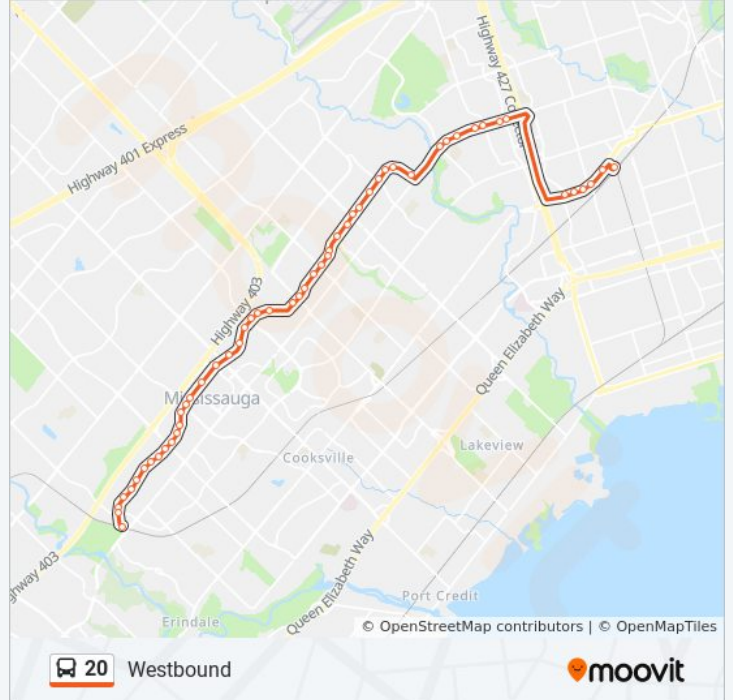 Highway 427 Co
Highway 401 Express
Highway 403
Queen Elizabeth Way
Mississauga
Lakeview
Cooksville
ghway 403
Queen Elizabeth Way
Port Credit
Erindale
© OpenStreetMap contributors | © OpenMapTiles
20 Westbound
moovit